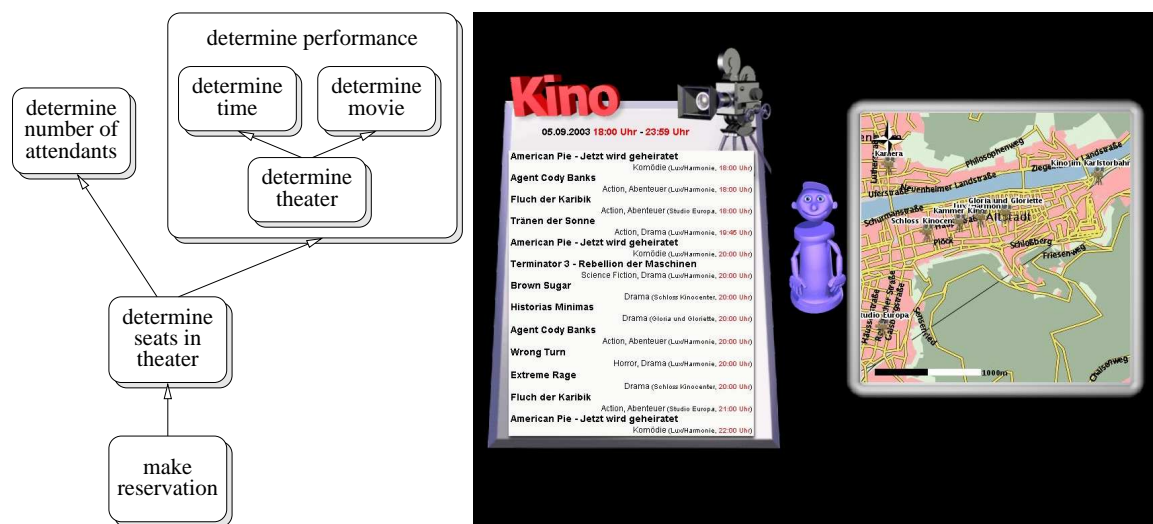 determine performance
determine
time
determine
movie
determine
number of
attendants
determine
theater
determine
seats in
theater
make
reservation
Kino
05.09.2003 18:00 Uhr - 23:59 Uhr
American Pie - Jetzt wird geheiratet
Komödie (Lux/Harmonie, 18:00 Uhr)
Agent Cody Banks
Action, Abenteuer (Lux/Harmonie, 18:00 Uhr)
Fluch der Karibik
Action, Abenteuer (Studio Europa, 18:00 Uhr)
Tränen der Sonne
Action, Drama (Lux/Harmonie, 19:45 Uhr)
American Pie - Jetzt wird geheiratet
Komödie (Lux/Harmonie, 20:00 Uhr)
Terminator 3 - Rebellion der Maschinen
Science Fiction, Drama (Lux/Harmonie, 20:00 Uhr)
Brown Sugar
Drama (Schloss Kinocenter, 20:00 Uhr)
Historias Minimas
Drama (Gloria und Gloriette, 20:00 Uhr)
Agent Cody Banks
Action, Abenteuer (Lux/Harmonie, 20:00 Uhr)
Wrong Turn
Horror, Drama (Lux/Harmonie, 20:00 Uhr)
Extreme Rage
Drama (Schloss Kinocenter, 20:00 Uhr)
Fluch der Karibik
Action, Abenteuer (Studio Europa, 21:00 Uhr)
American Pie - Jetzt wird geheiratet
Komödie (Lux/Harmonie, 22:00 Uhr)
Kamera
Philosophenweg
Landstraße
Kino im Karlstorbahn
Uferstraße
Neuenheimer Landstraße
Schurmanstraße
Gloria und Gloriette
Kammer Kino
Altstadt
Schloss Kinocenter
Plöck
Schloßberg
Friesenweg
tudio Europa
Chaisenweg
1000m